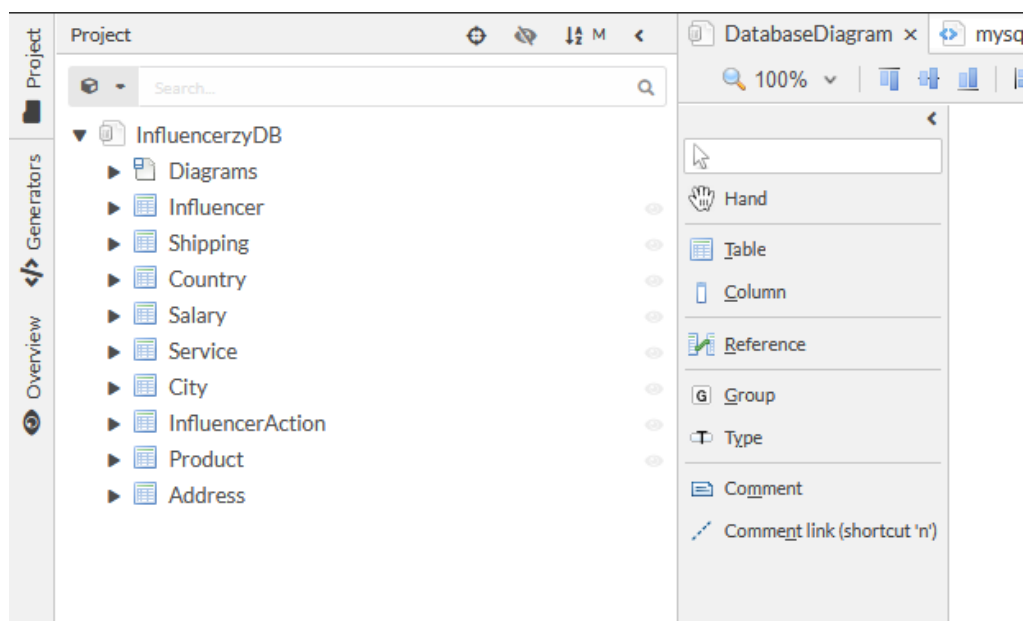 Project
Generators
Overview
Project
M
Search...
InfluencerzyDB
Diagrams
Influencer
Shipping
Country
Salary
Service
City
InfluencerAction
Product
Address
DatabaseDiagram
mysq
100%
Hand
Table
Column
Reference
G Group
T Type
Comment
Comment link (shortcut 'n')